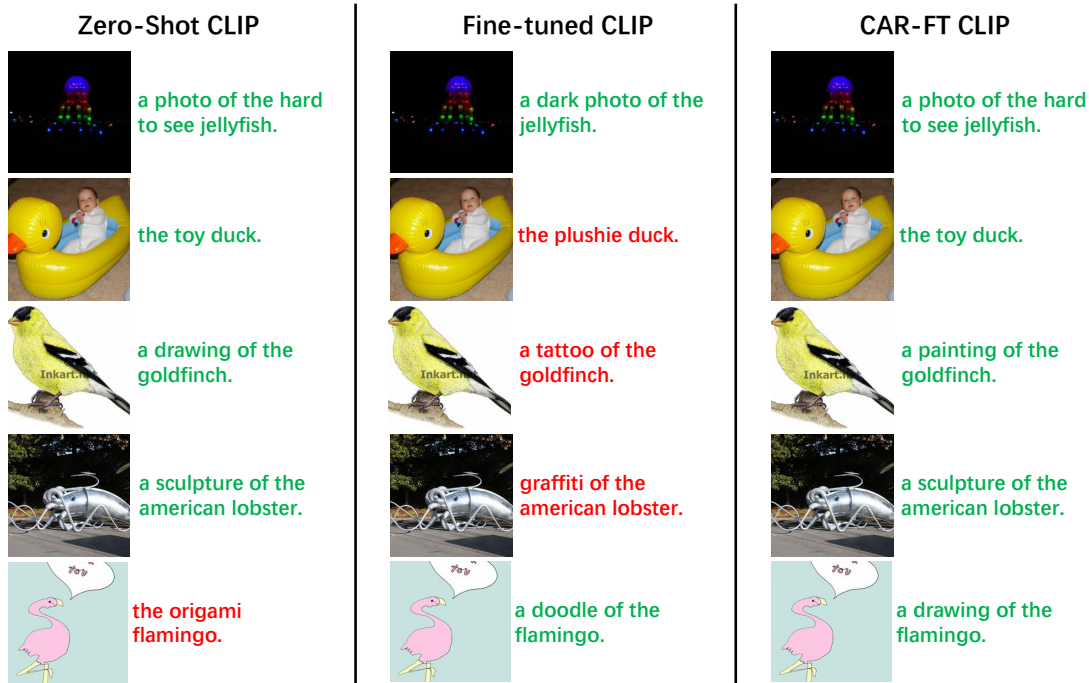 Zero-Shot CLIP
a photo of the hard
to see jellyfish.
the toy duck.
a drawing of the
goldfinch.
Inkart.n
a sculpture of the
american lobster.
the origami
flamingo.
Fine-tuned CLIP
a dark photo of the
jellyfish.
the plushie duck.
a tattoo of the
goldfinch.
Inkart.n
graffiti of the
american lobster.
a doodle of the
flamingo.
CAR-FT CLIP
a photo of the hard
to see jellyfish.
the toy duck.
a painting of the
goldfinch.
Inkart.n
a sculpture of the
american lobster.
a drawing of the
flamingo.